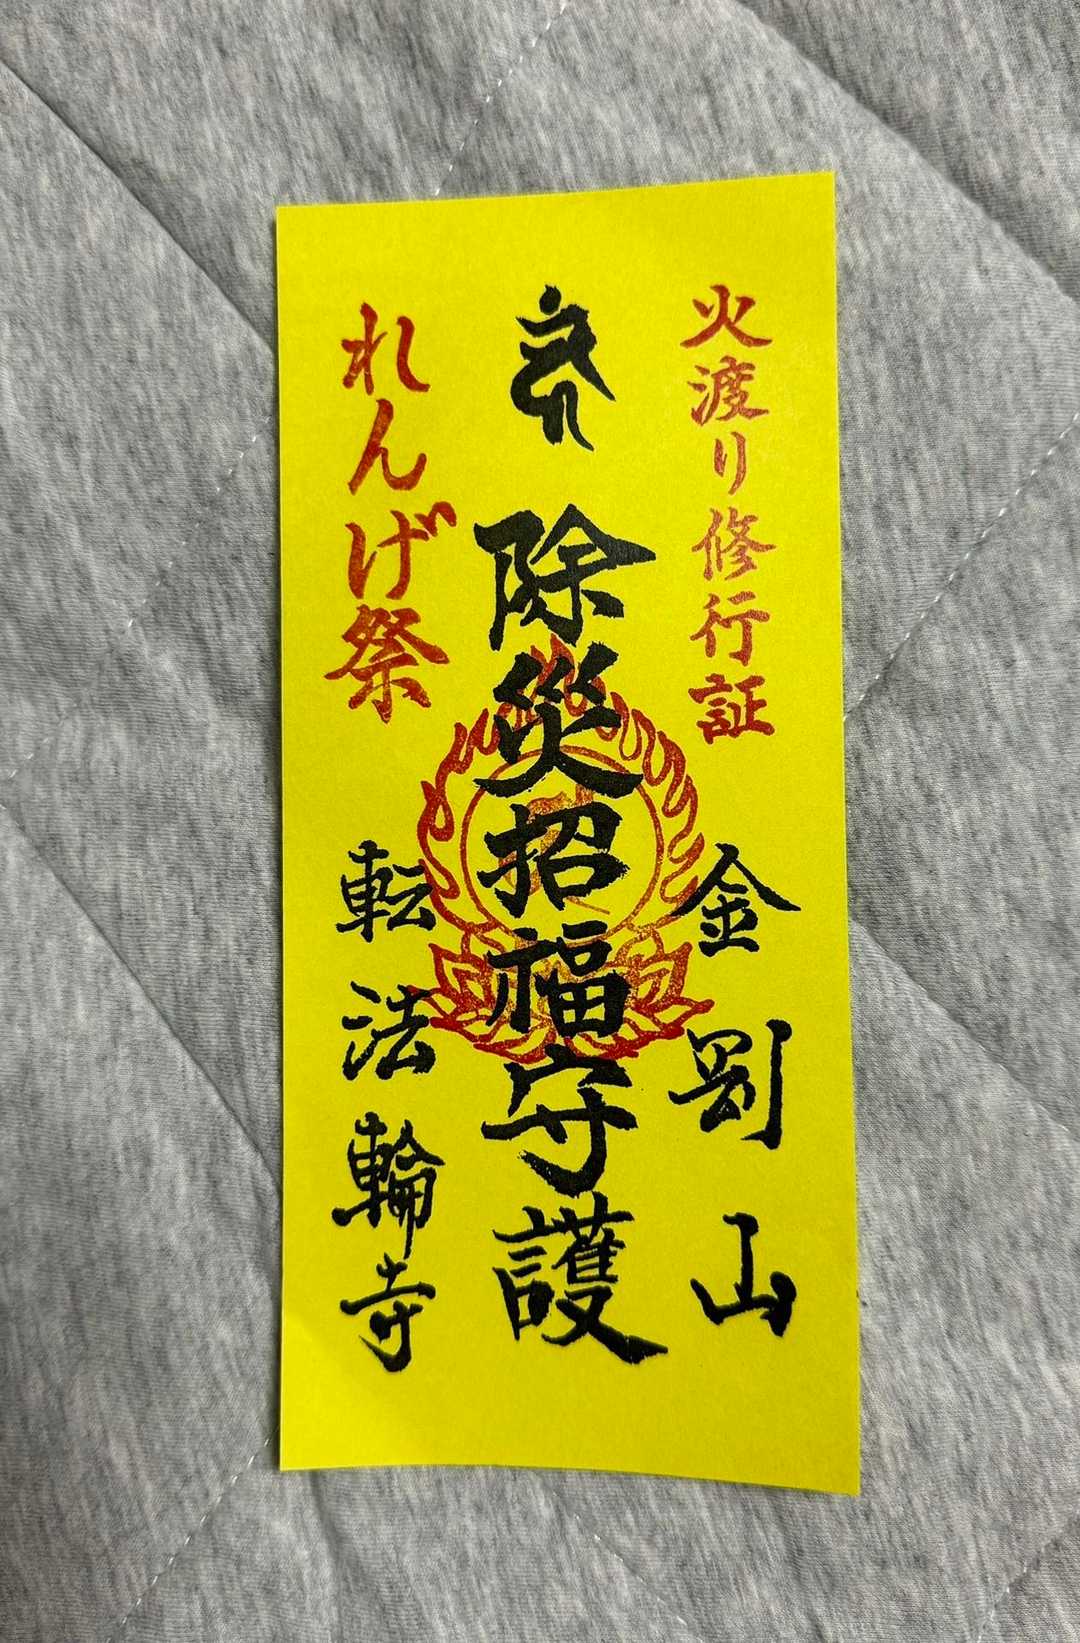 火渡り修行証
金剛山
除災招福守護
れんげ祭
転法輪寺